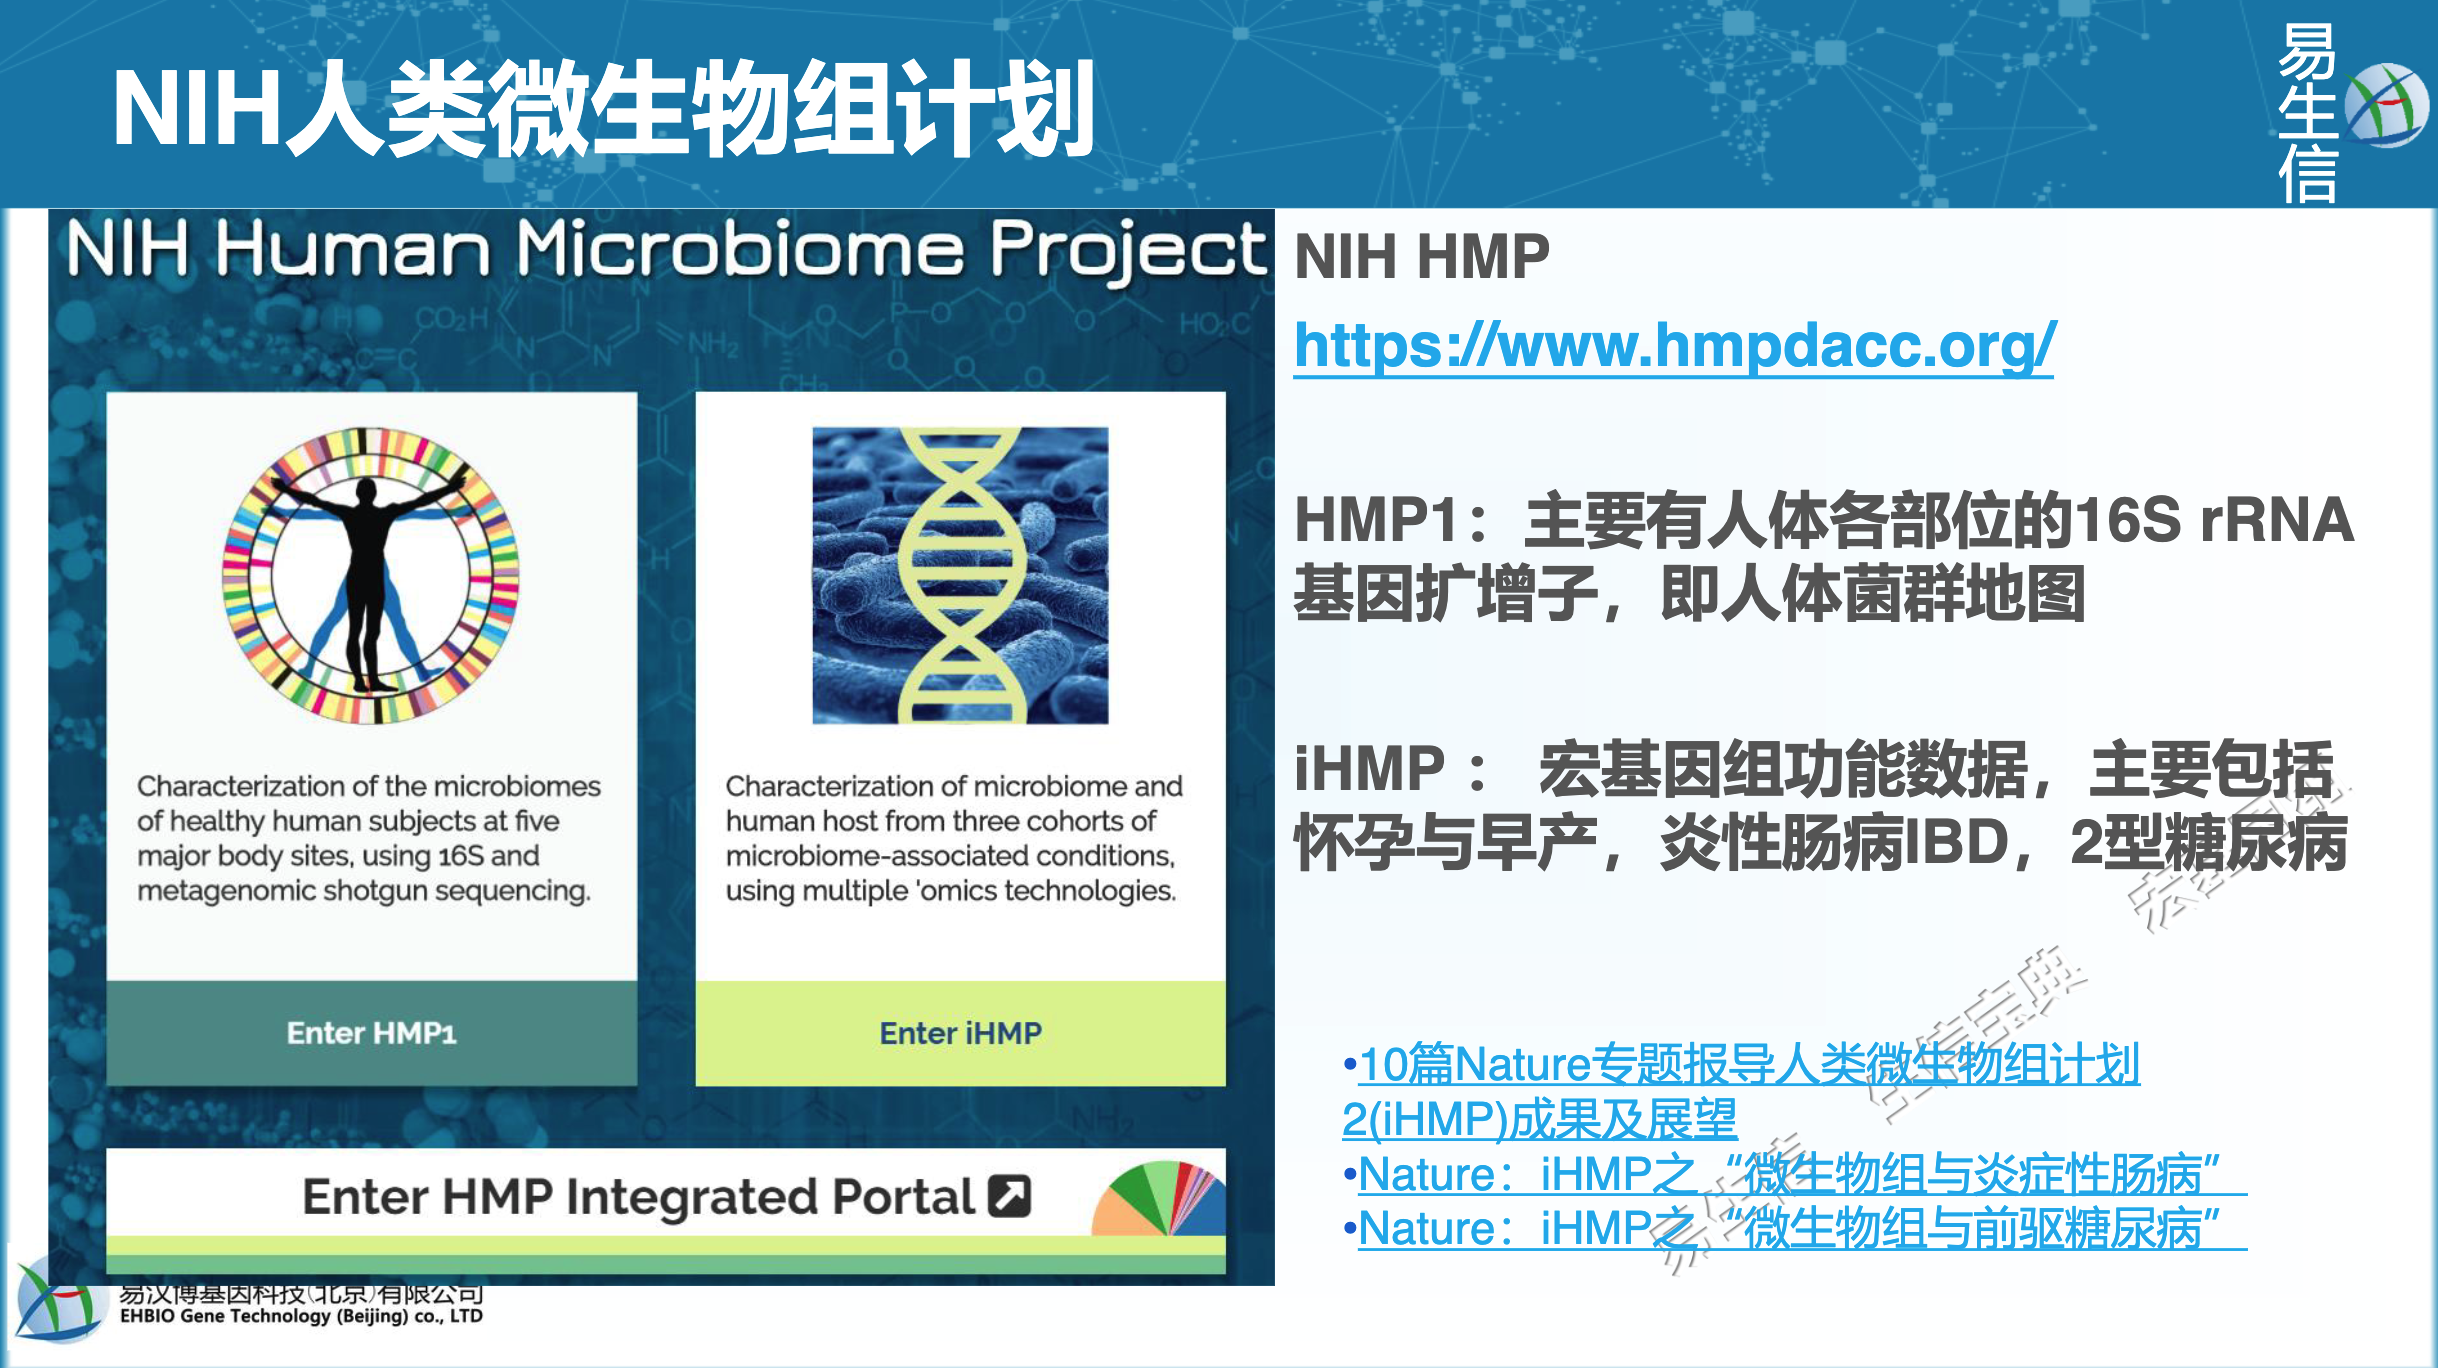 NIH人类微生物组计划
易生信
NIH Human Microbiome Project
Characterization of the microbiomes
of healthy human subjects at five
major body sites, using 16S and
metagenomic shotgun sequencing.
Enter HMP1
Characterization of microbiome and
human host from three cohorts of
microbiome-associated conditions,
using multiple 'omics technologies.
Enter iHMP
Enter HMP Integrated Portal
NIH HMP
https://www.hmpdacc.org/
HMP1：主要有人体各部位的16S rRNA
基因扩增子，即人体菌群地图
iHMP ： 宏基因组功能数据，主要包括
怀孕与早产，炎性肠病IBD，2型糖尿病
•10篇Nature专题报导人类微生物组计划
2(iHMP)成果及展望
•Nature：iHMP之“微生物组与炎症性肠病”
•Nature：iHMP之“微生物组与前驱糖尿病”
易生信 生信宝典
易汉博基因科技(北京)有限公司
EHBIO Gene Technology (Beijing) co., LTD